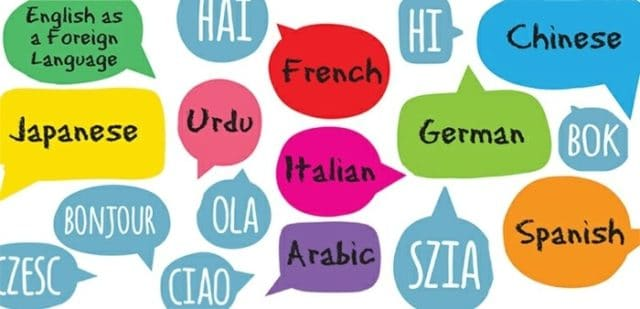 English as
a Foreign
Language
HAI
French
HI
Chinese
Japanese
Urdu
Italian
German
BOK
BONJOUR
OLA
Arabic
SZIA
Spanish
CZESC
CIAO